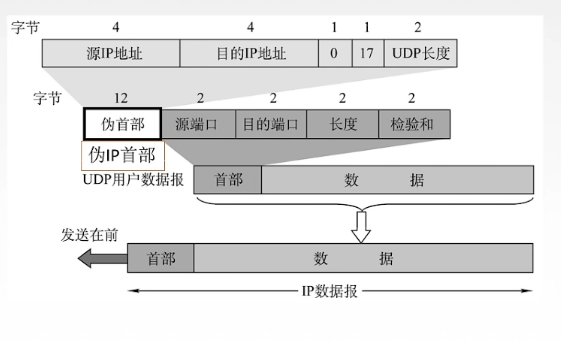 字节 4 4 1 1 2
源IP地址 目的IP地址 0 17 UDP长度
字节 12 2 2 2 2
伪首部 源端口 目的端口 长度 检验和
伪IP首部
UDP用户数据报 首部 数 据
发送在前
首部 数 据
IP数据报